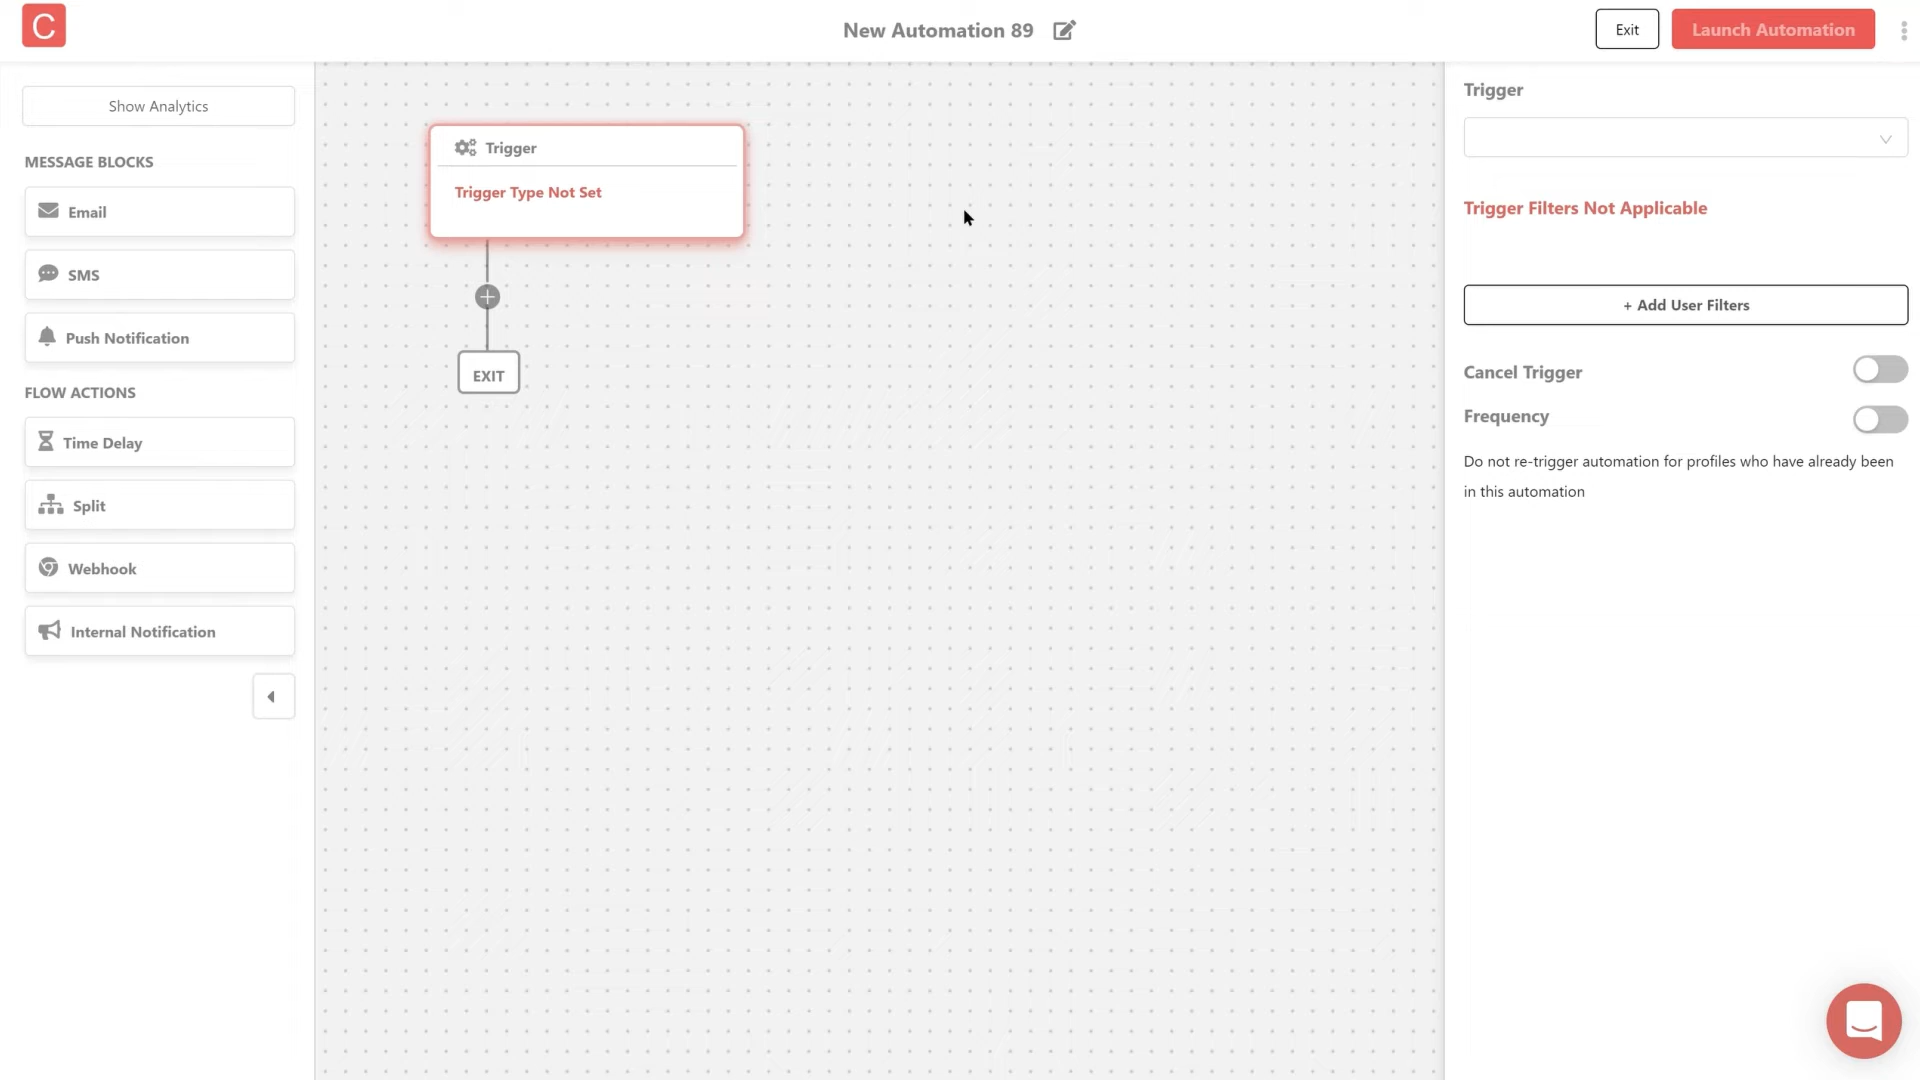 C
New Automation 89
Exit
Launch Automation
Show Analytics
MESSAGE BLOCKS
Email
SMS
Push Notification
FLOW ACTIONS
Time Delay
Split
Webhook
Internal Notification
Trigger
Trigger Type Not Set
EXIT
Trigger
Trigger Filters Not Applicable
+ Add User Filters
Cancel Trigger
Frequency
Do not re-trigger automation for profiles who have already been
in this automation